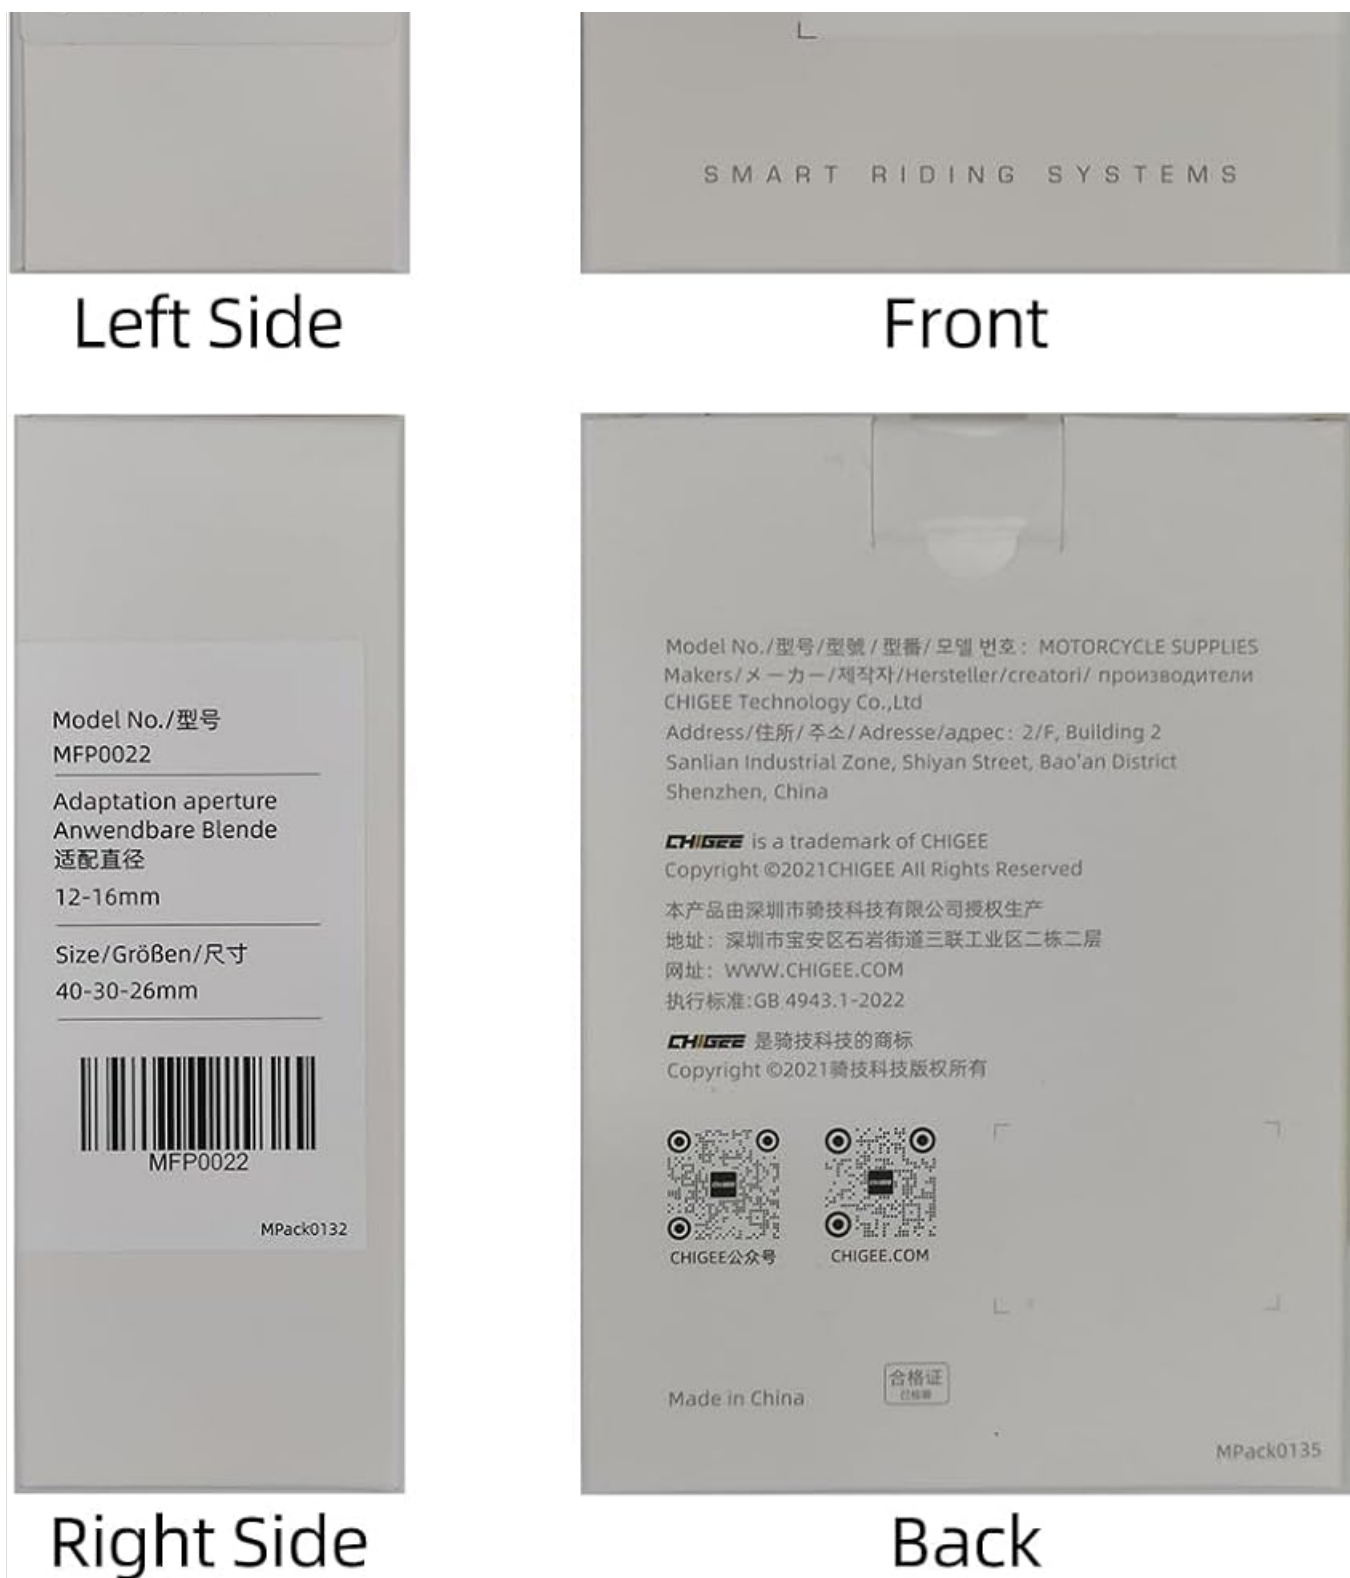 SMART RIDING SYSTEMS
Left Side
Front
Model No./型号
MFP0022
Adaptation aperture
Anwendbare Blende
适配直径
12-16mm
Size/Größen/尺寸
40-30-26mm
MFP0022
MPack0132
Right Side
Model No./型号/型號/型番/모델 번호: MOTORCYCLE SUPPLIES
Makers/メーカー/제작자/Hersteller/creatori/ производители
CHIGEE Technology Co.,Ltd
Address/住所/주소/Adresse/адрес: 2/F, Building 2
Sanlian Industrial Zone, Shiyan Street, Bao'an District
Shenzhen, China
CHIGEE is a trademark of CHIGEE
Copyright ©2021CHIGEE All Rights Reserved
本产品由深圳市骑技科技有限公司授权生产
地址：深圳市宝安区石岩街道三联工业区二栋二层
网址：WWW.CHIGEE.COM
执行标准:GB 4943.1-2022
CHIGEE 是骑技科技的商标
Copyright ©2021骑技科技版权所有
CHIGEE公众号
CHIGEE.COM
Made in China
合格证
MPack0135
Back